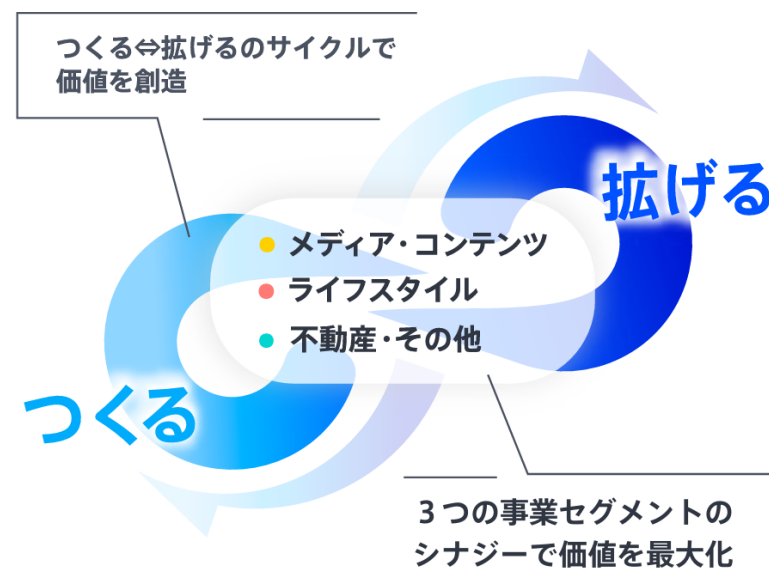 つくる⇔拡げるのサイクルで
価値を創造
拡げる
メディア・コンテンツ
ライフスタイル
不動産・その他
つくる
3つの事業セグメントの
シナジーで価値を最大化